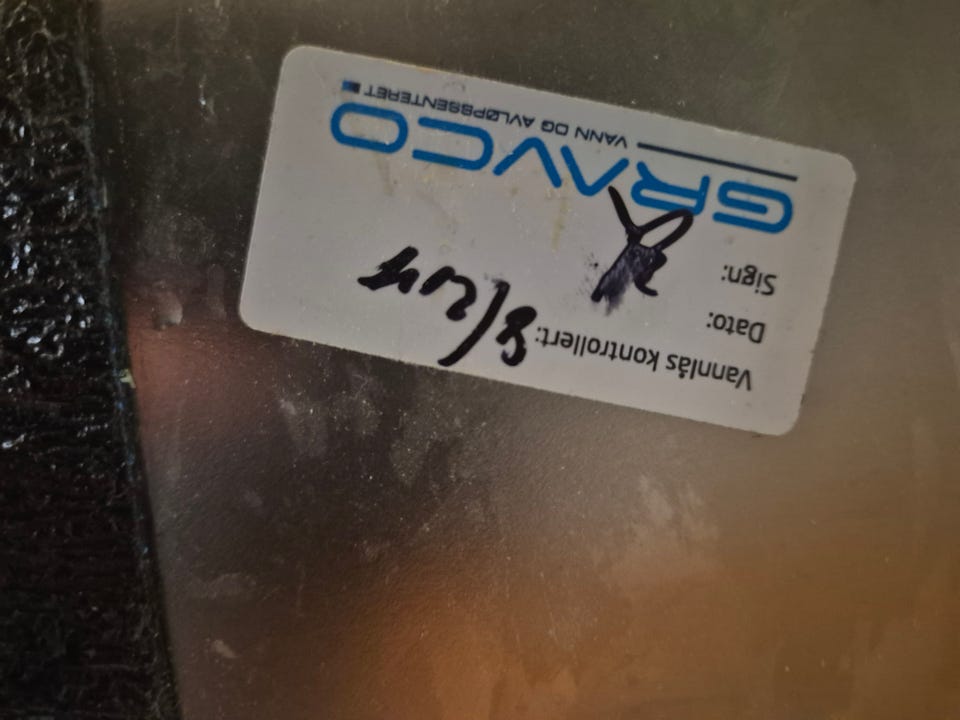 Vannlås kontrollert:
Dato:
Sign:
GRAVCO
VANN OG AVLØPSSENTERET